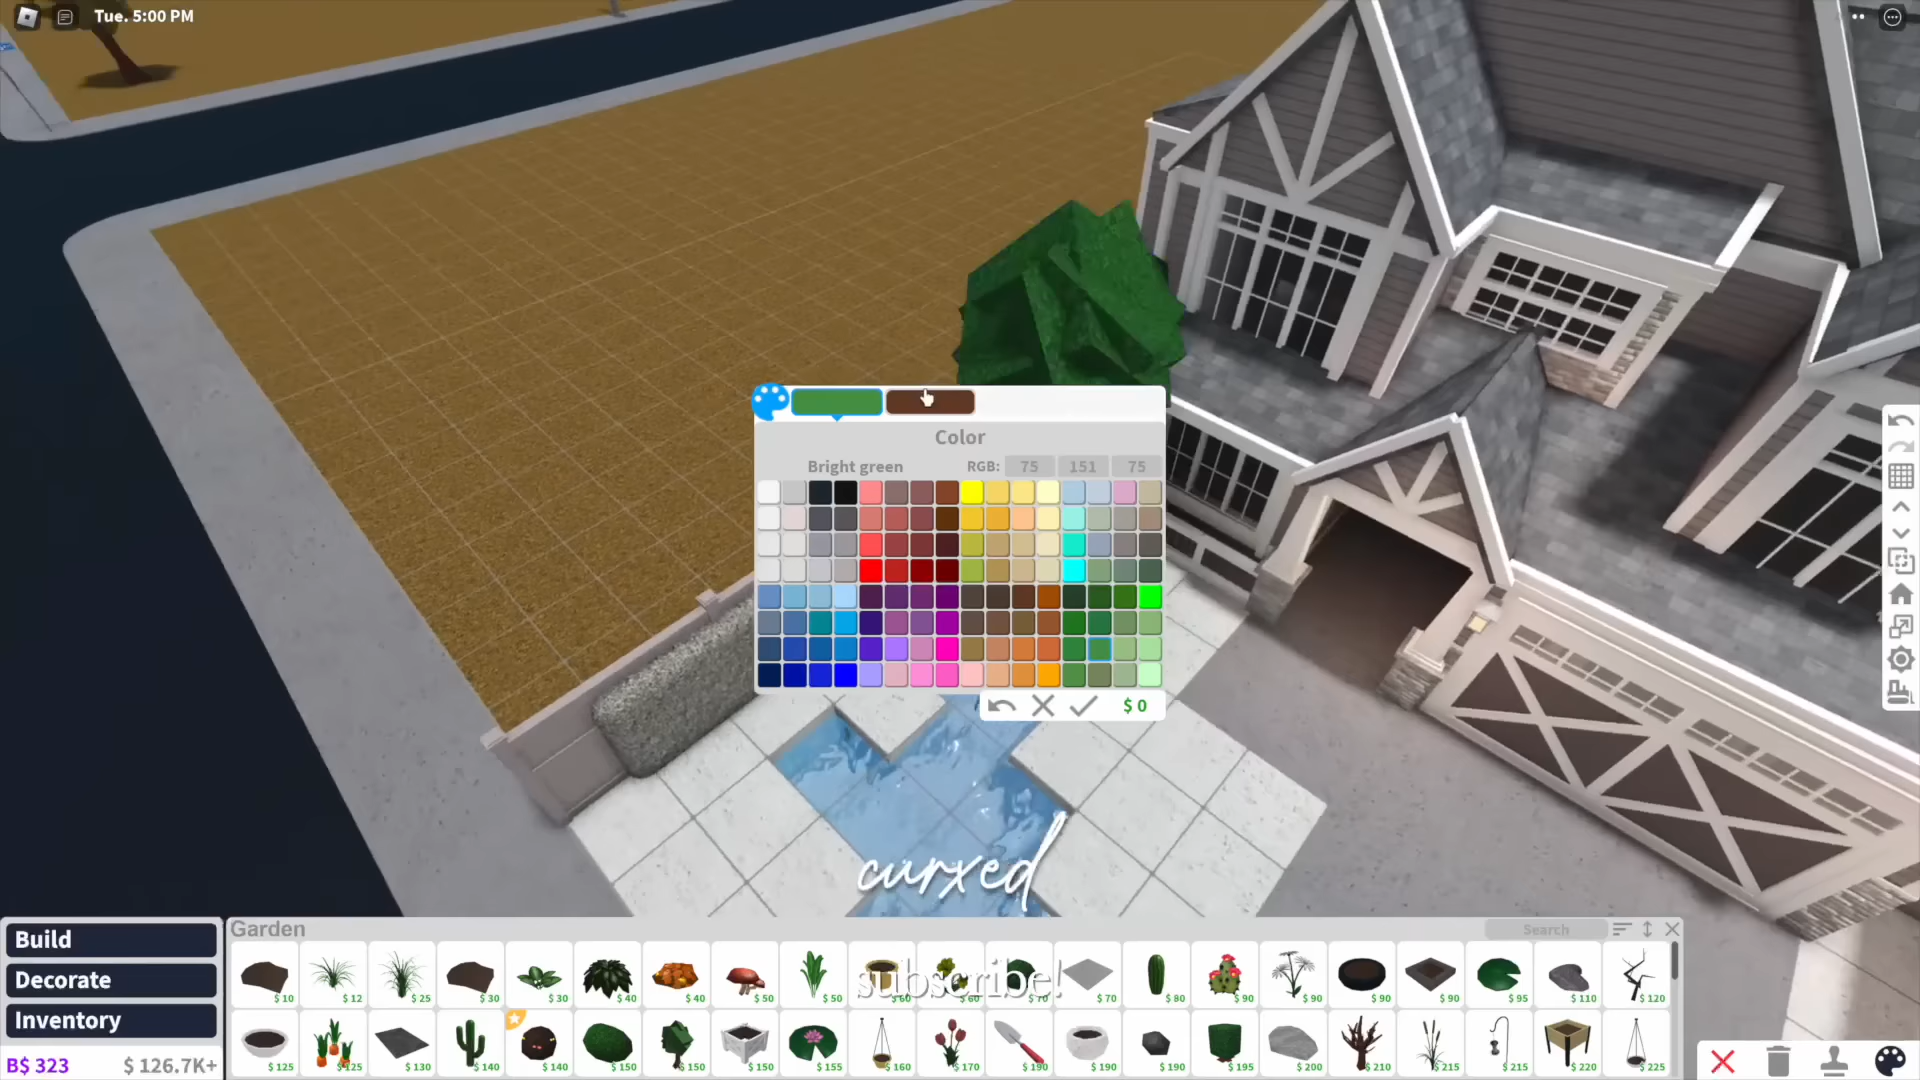 Tue. 5:00 PM
Color
Bright green RGB: 75 151 75
$ 0
curxed
subscribe!
Build
Decorate
Inventory
B$ 323 $ 126.7K+
Garden Search
$ 10 $ 12 $ 25 $ 30 $ 30 $ 40 $ 40 $ 50 $ 50 $ 60 $ 60 $ 70 $ 70 $ 80 $ 90 $ 90 $ 90 $ 90 $ 95 $ 110 $ 120
$ 125 $ 125 $ 130 $ 140 $ 140 $ 150 $ 150 $ 150 $ 155 $ 160 $ 170 $ 190 $ 190 $ 190 $ 195 $ 200 $ 210 $ 215 $ 215 $ 220 $ 225